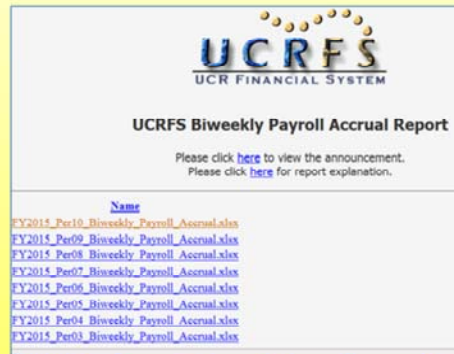 UCRFS
UCR FINANCIAL SYSTEM
UCRFS Biweekly Payroll Accrual Report
Please click here to view the announcement.
Please click here for report explanation.
Name
FY2015_Per10_Biweekly_Payroll_Accrual.xlsx
FY2015_Per09_Biweekly_Payroll_Accrual.xlsx
FY2015_Per08_Biweekly_Payroll_Accrual.xlsx
FY2015_Per07_Biweekly_Payroll_Accrual.xlsx
FY2015_Per06_Biweekly_Payroll_Accrual.xlsx
FY2015_Per05_Biweekly_Payroll_Accrual.xlsx
FY2015_Per04_Biweekly_Payroll_Accrual.xlsx
FY2015_Per03_Biweekly_Payroll_Accrual.xlsx